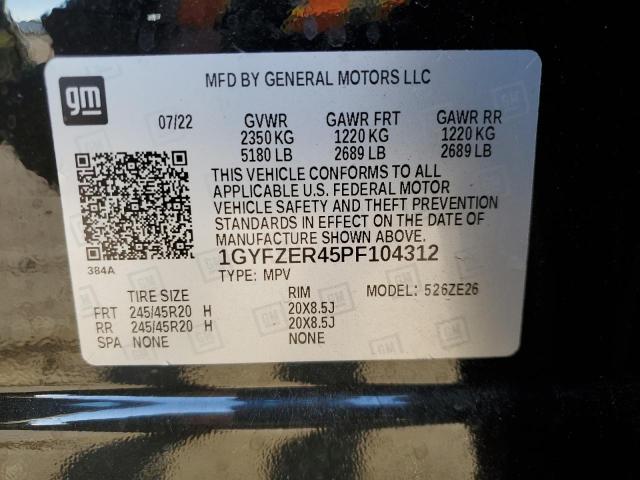 gm
MFD BY GENERAL MOTORS LLC
07/22 GVWR GAWR FRT GAWR RR
2350 KG 1220 KG 1220 KG
5180 LB 2689 LB 2689 LB
THIS VEHICLE CONFORMS TO ALL
APPLICABLE U.S. FEDERAL MOTOR
VEHICLE SAFETY AND THEFT PREVENTION
STANDARDS IN EFFECT ON THE DATE OF
MANUFACTURE SHOWN ABOVE.
384A
1GYFZER45PF104312
TYPE: MPV
TIRE SIZE RIM MODEL: 526ZE26
FRT 245/45R20 H 20X8.5J
RR 245/45R20 H 20X8.5J
SPA NONE NONE